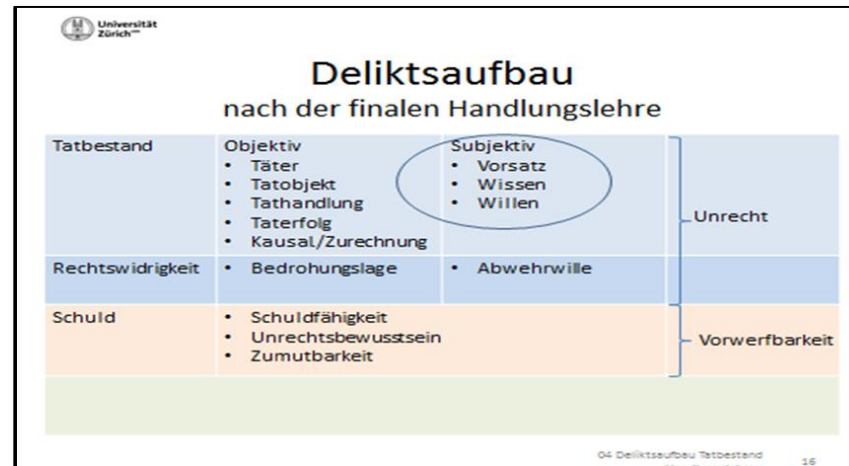 Universität
Zürich
Deliktsaufbau
nach der finalen Handlungslehre
Tatbestand
Objektiv
• Täter
• Tatobjekt
• Tathandlung
• Taterfolg
• Kausal./Zurechnung
Subjektiv
• Vorsatz
• Wissen
• Willen
Unrecht
Rechtswidrigkeit
• Bedrohungslage
• Abwehrwille
Schuld
• Schuldfähigkeit
• Unrechtsbewusstsein
• Zumutbarkeit
Vorwerfbarkeit
04 Deliktsaufbau Tatbestand
16